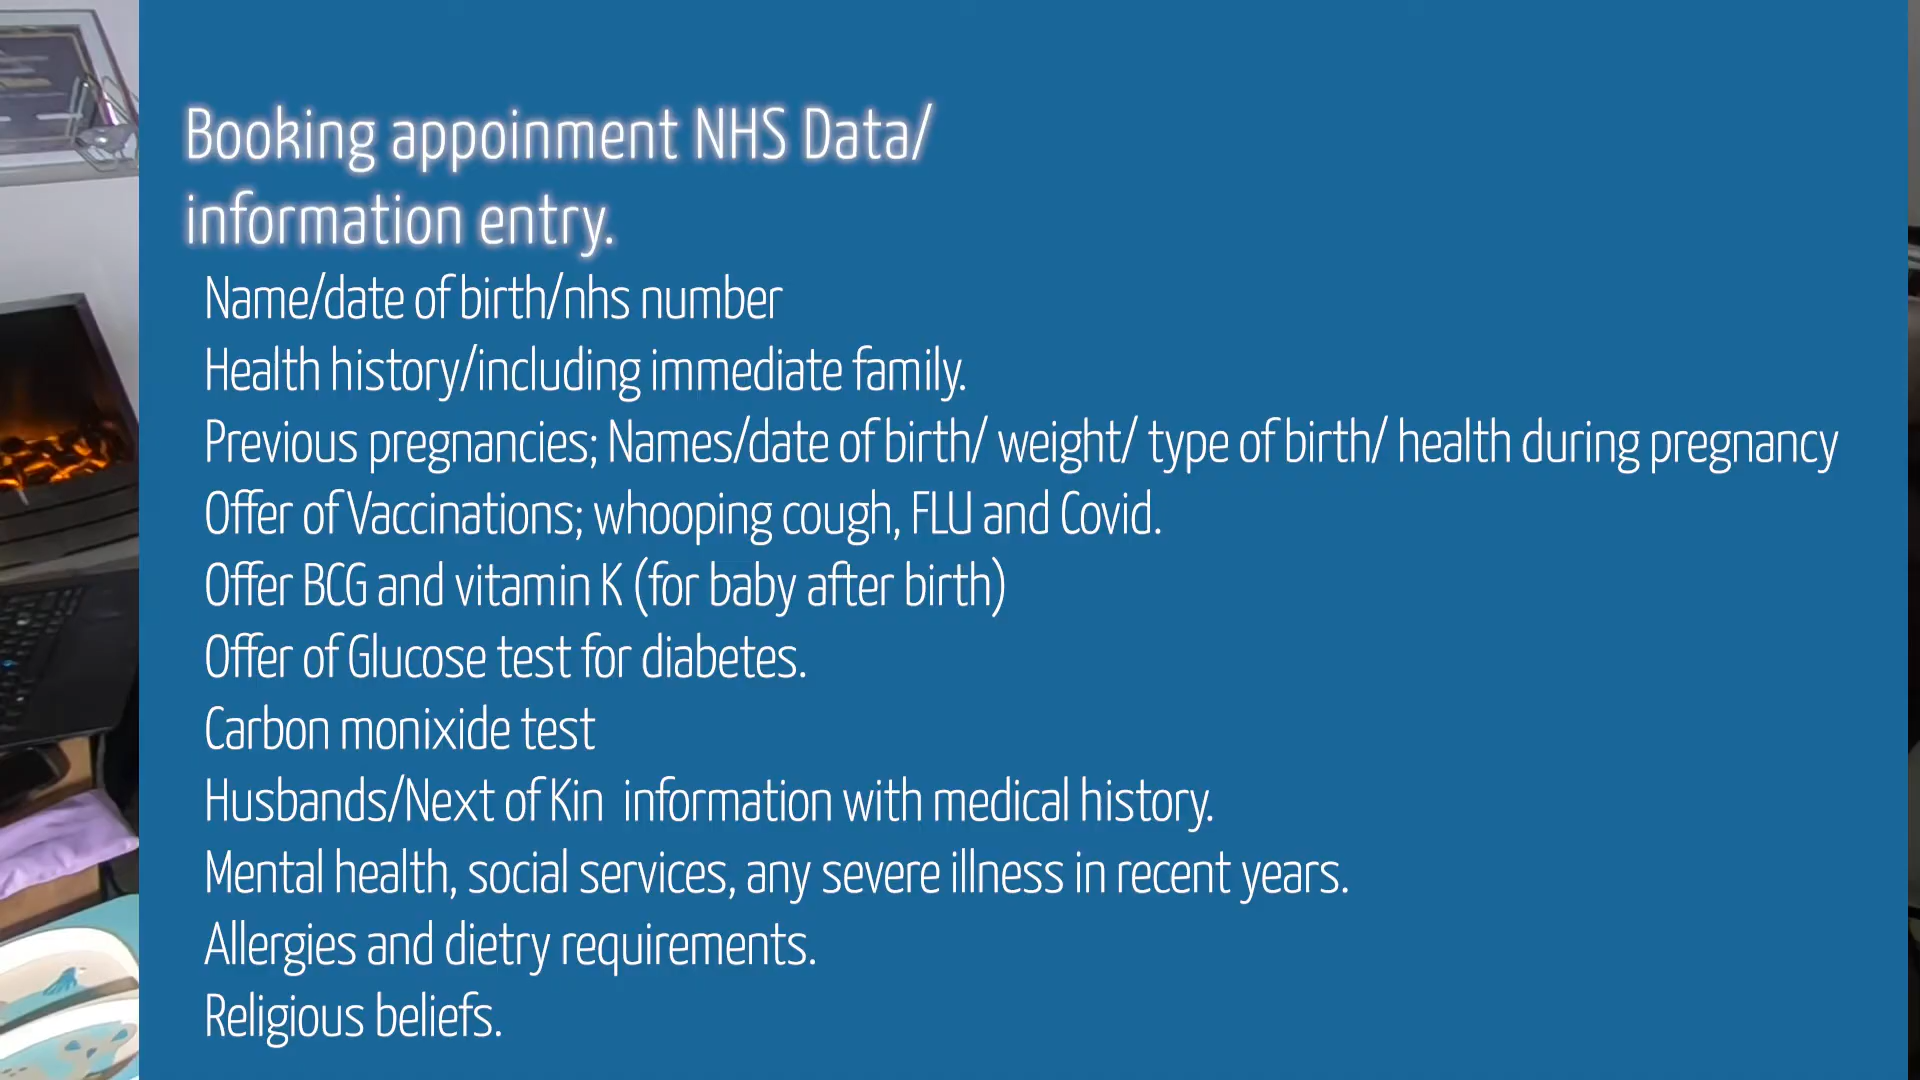 Booking appoinment NHS Data/
information entry.
Name/date of birth/nhs number
Health history/including immediate family.
Previous pregnancies; Names/date of birth/ weight/ type of birth/ health during pregnancy
Offer of Vaccinations; whooping cough, FLU and Covid.
Offer BCG and vitamin K (for baby after birth)
Offer of Glucose test for diabetes.
Carbon monixide test
Husbands/Next of Kin  information with medical history.
Mental health, social services, any severe illness in recent years.
Allergies and dietry requirements.
Religious beliefs.